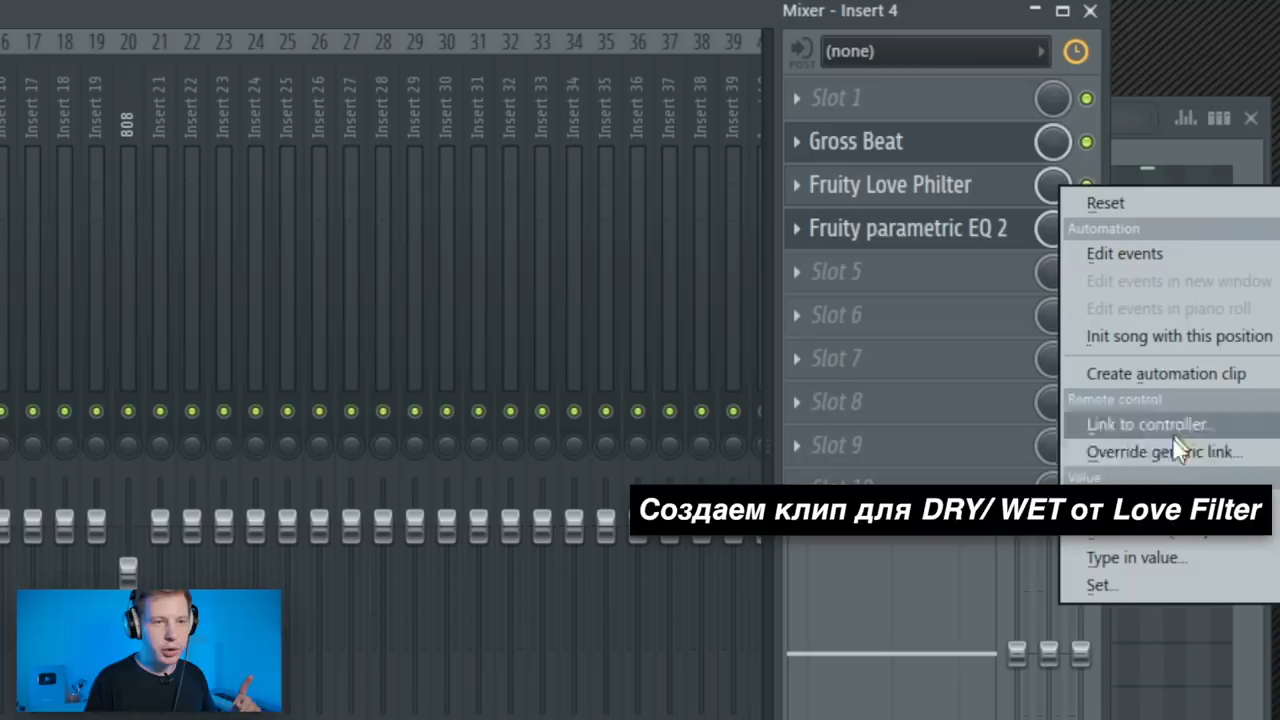 Mixer - Insert 4
6 17 18 19 20 21 22 23 24 25 26 27 28 29 30 31 32 33 34 35 36 37 38 39
Insert 17
Insert 18
Insert 19
808
Insert 21
Insert 22
Insert 23
Insert 24
Insert 25
Insert 26
Insert 27
Insert 28
Insert 29
Insert 30
Insert 31
Insert 32
Insert 33
Insert 34
Insert 35
Insert 36
Insert 37
Insert 38
Insert 39
POST
(none)
Slot 1
Gross Beat
Fruity Love Philter
Fruity parametric EQ 2
Slot 5
Slot 6
Slot 7
Slot 8
Slot 9
Reset
Automation
Edit events
Edit events in new window
Edit events in piano roll
Init song with this position
Create automation clip
Remote control
Link to controller...
Override generic link...
Value
Создаем клип для DRY/ WET от Love Filter
Type in value...
Set...